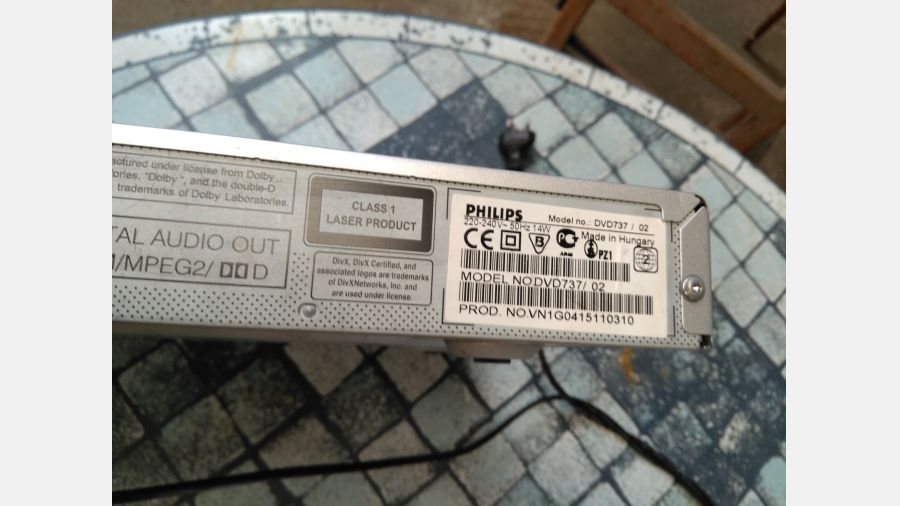 actured under license from Dolby
ories. "Dolby", and the double-D
trademarks of Dolby Laboratories.
TAL AUDIO OUT
M/MPEG2/ D
CLASS 1
LASER PRODUCT
DivX, DivX Certified, and
associated logos are trademarks
of DivXNetworks, Inc. and
are used under license.
PHILIPS
Model no.: DVD737 / 02
220-240V~ 50Hz 14W
Made in Hungary
CE B PZ1 2
MODEL NO DVD737/ 02
PROD. NO.VN1G0415110310